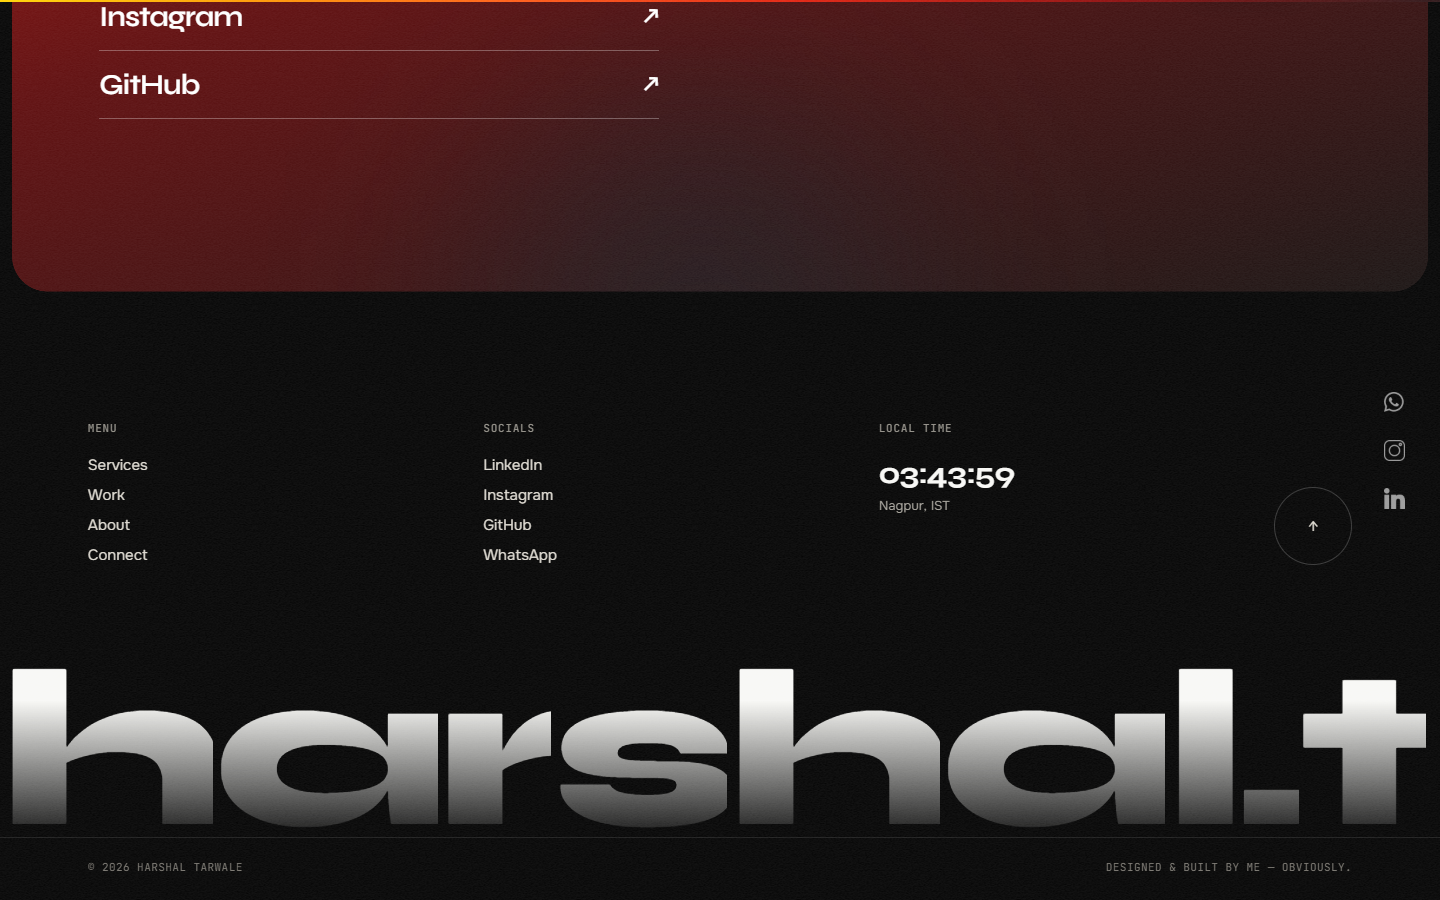 Instagram
GitHub
MENU
Services
Work
About
Connect
SOCIALS
LinkedIn
Instagram
GitHub
WhatsApp
LOCAL TIME
03:43:59
Nagpur, IST
harshal.t
© 2026 HARSHAL TARWALE
DESIGNED & BUILT BY ME — OBVIOUSLY.